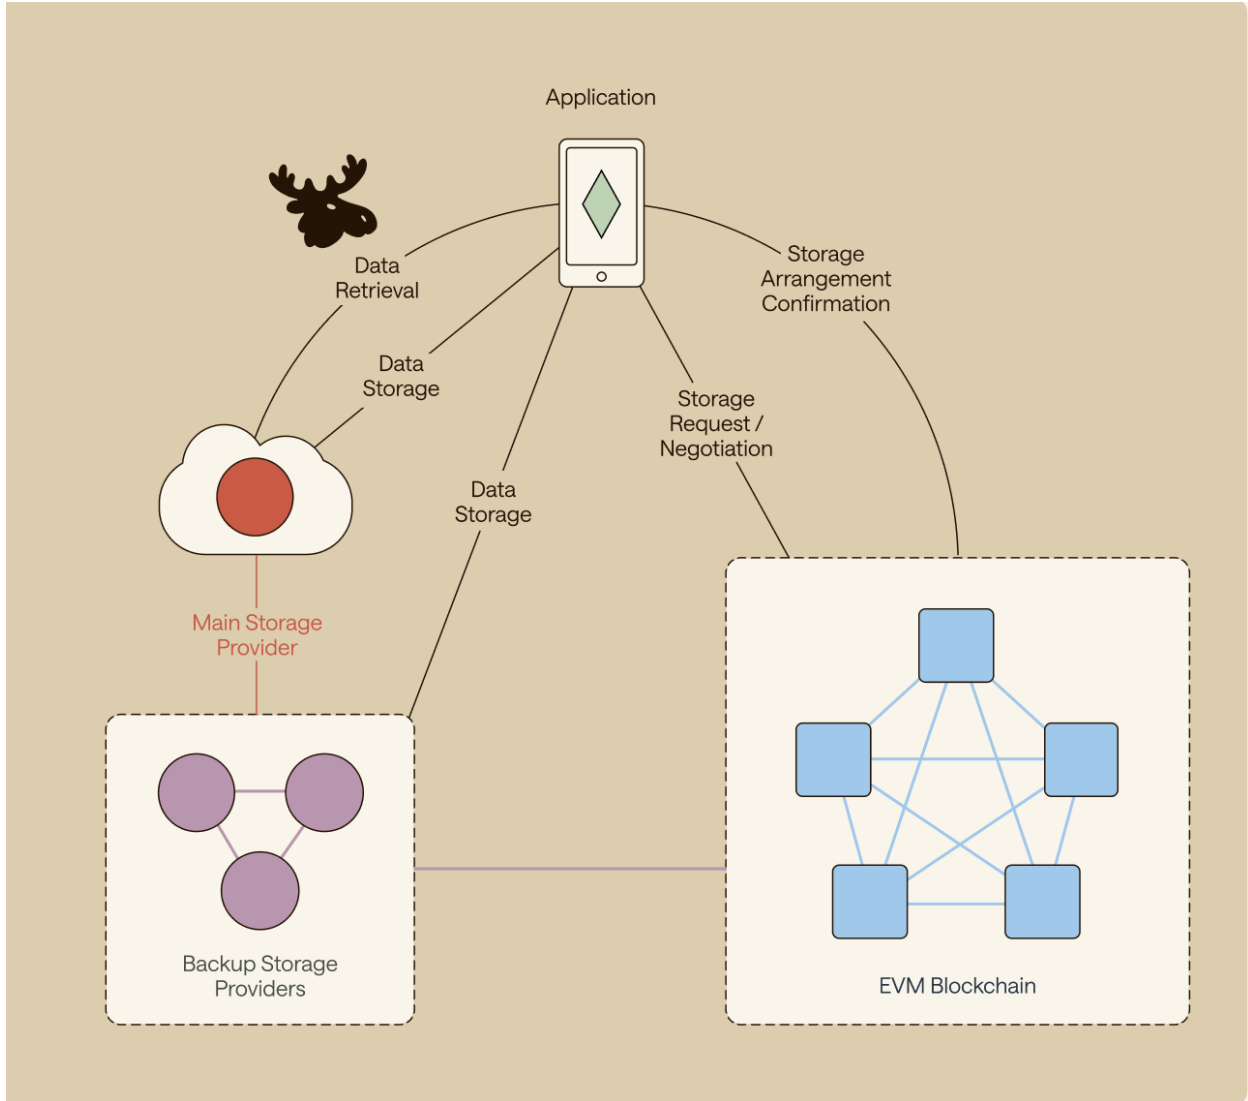 Application
Data
Retrieval
Storage
Arrangement
Confirmation
Data
Storage
Storage
Request /
Negotiation
Data
Storage
Main Storage
Provider
Backup Storage
Providers
EVM Blockchain